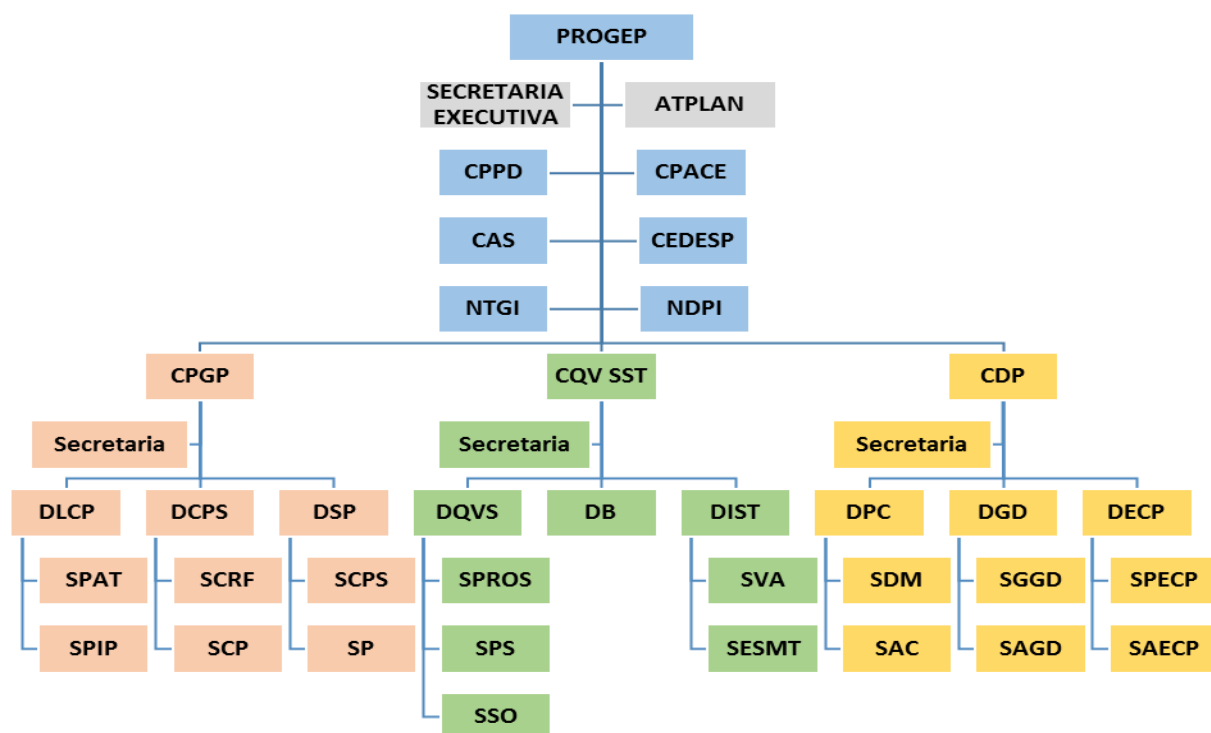 PROGEP
SECRETARIA
EXECUTIVA
ATPLAN
CPPD
CPACE
CAS
CEDESP
NTGI
NDPI
CPGP
CQV SST
CDP
Secretaria
Secretaria
Secretaria
DLCP
DCPS
DSP
DQVS
DB
DIST
DPC
DGD
DECP
SPAT
SCRF
SCPS
SPROS
SVA
SDM
SGGD
SPECP
SPIP
SCP
SP
SPS
SESMT
SAC
SAGD
SAECP
SSO